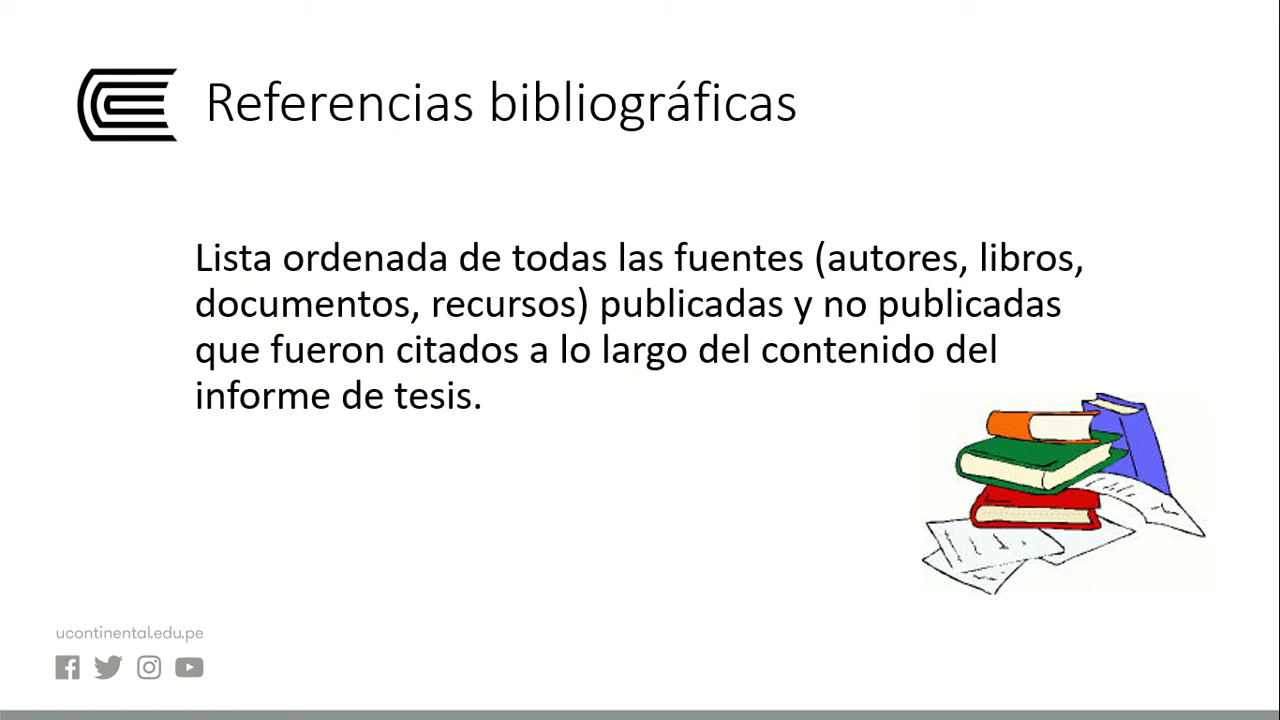 Referencias bibliográficas
Lista ordenada de todas las fuentes (autores, libros,
documentos, recursos) publicadas y no publicadas
que fueron citados a lo largo del contenido del
informe de tesis.
ucontinental.edu.pe